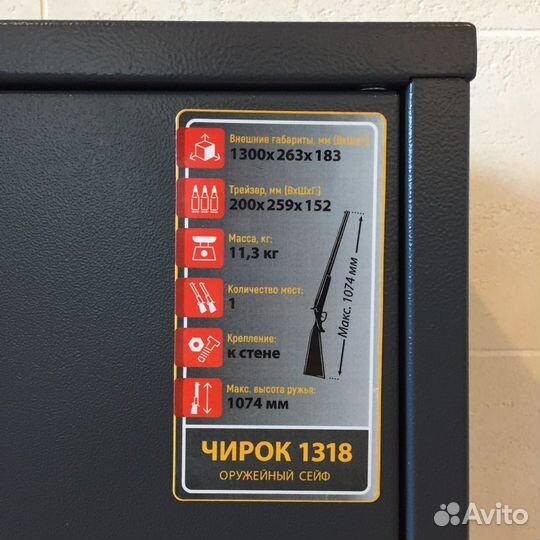 Внешние габариты, мм (ВхШхГ):
1300x263x183
Трейзер, мм (ВхШхГ:)
200x259x152
Масса, кг:
11,3 кг
Количество мест:
1
Крепление:
к стене
Макс. высота ружья:
1074 мм
Макс. 1074 мм
ЧИРОК 1318
ОРУЖЕЙНЫЙ СЕЙФ
Avito